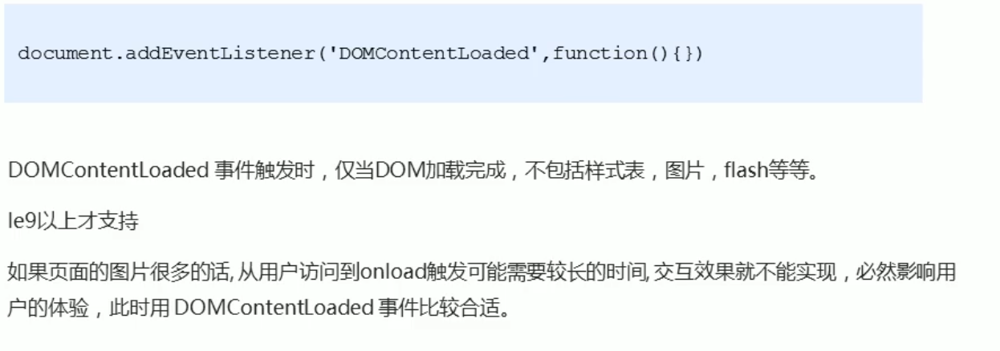 document.addEventListener('DOMContentLoaded',function(){})
DOMContentLoaded 事件触发时，仅当DOM加载完成，不包括样式表，图片，flash等等。
Ie9以上才支持
如果页面的图片很多的话, 从用户访问到onload触发可能需要较长的时间, 交互效果就不能实现，必然影响用
户的体验，此时用 DOMContentLoaded 事件比较合适。